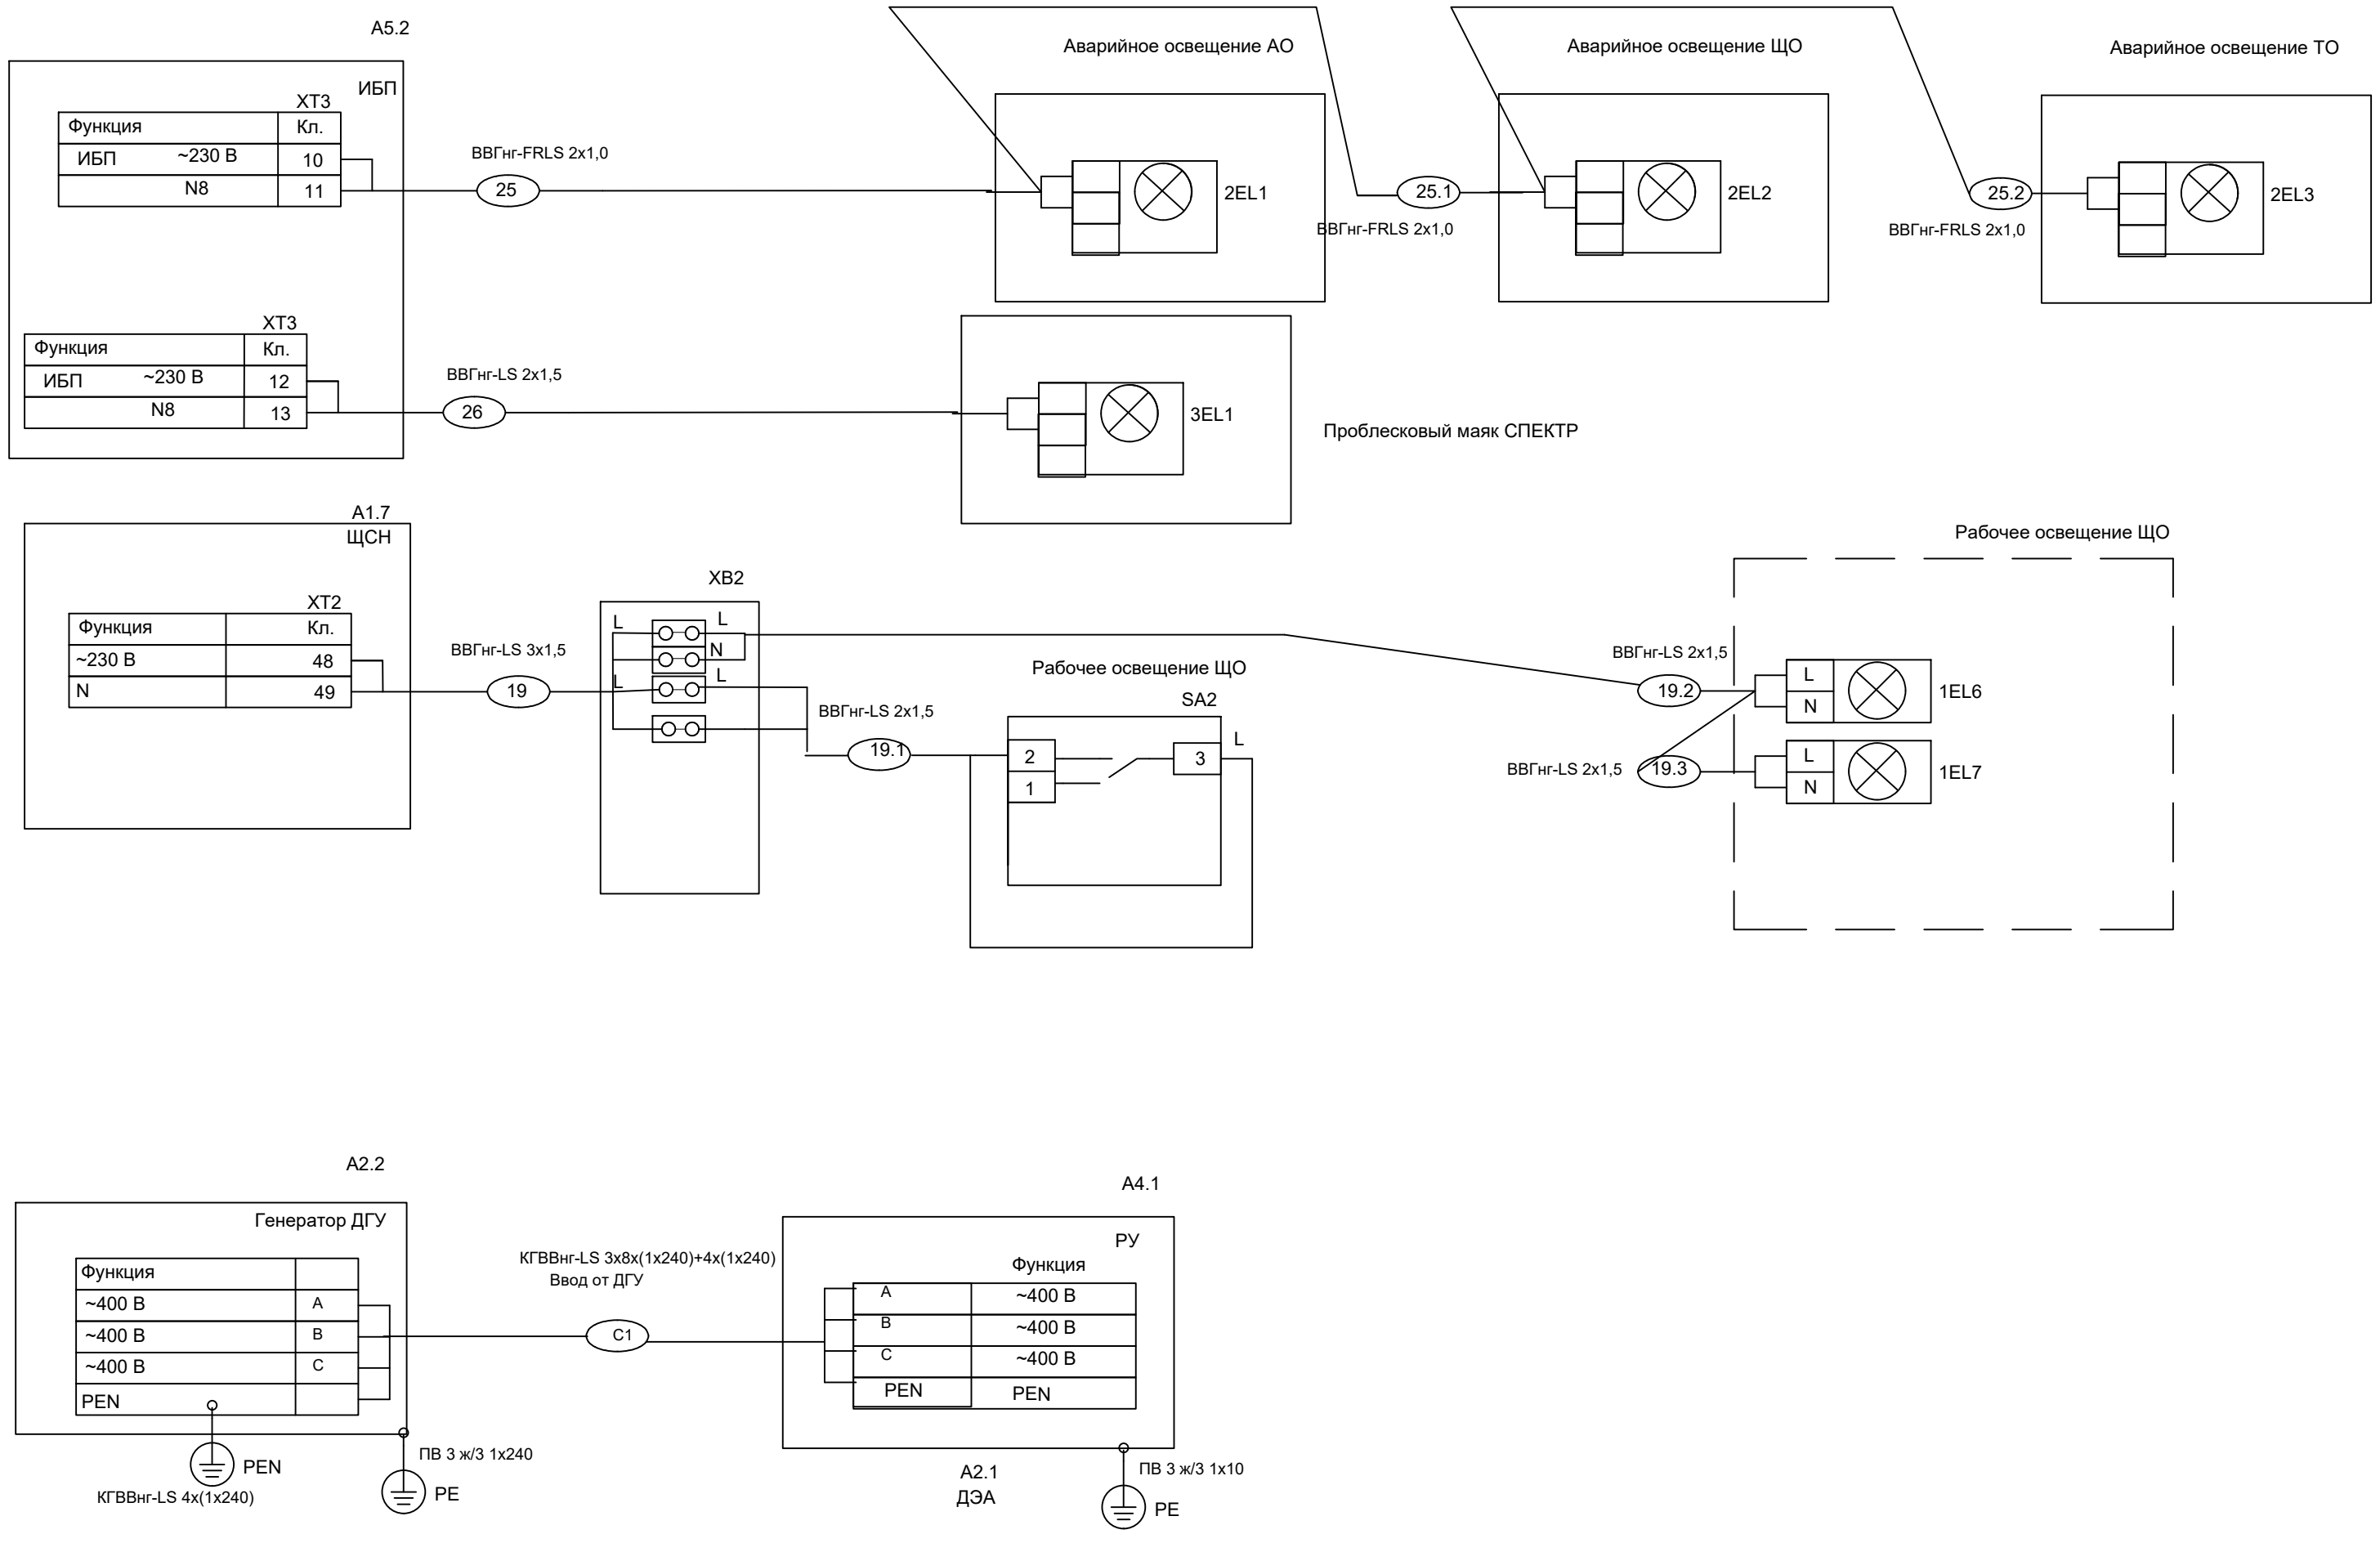 А5.2
ИБП
ХТ3
Функция Кл.
ИБП ~230 В 10
N8 11
ВВГнг-FRLS 2х1,0
25
Аварийное освещение АО
2EL1
25.1
ВВГнг-FRLS 2х1,0
Аварийное освещение ЩО
2EL2
25.2
ВВГнг-FRLS 2х1,0
Аварийное освещение ТО
2EL3
ХТ3
Функция Кл.
ИБП ~230 В 12
N8 13
ВВГнг-LS 2х1,5
26
3EL1
Проблесковый маяк СПЕКТР
А1.7
ЩСН
ХТ2
Функция Кл.
~230 В 48
N 49
ВВГнг-LS 3х1,5
19
ХВ2
L L
N
L L
ВВГнг-LS 2х1,5
19.1
Рабочее освещение ЩО
SA2
2 3 L
1
Рабочее освещение ЩО
ВВГнг-LS 2х1,5
19.2
L
N
1EL6
ВВГнг-LS 2х1,5
19.3
L
N
1EL7
А2.2
Генератор ДГУ
Функция
~400 В А
~400 В В
~400 В С
PEN
PEN
КГВВнг-LS 4х(1х240)
ПВ 3 ж/З 1х240
PE
КГВВнг-LS 3х8х(1х240)+4х(1х240)
Ввод от ДГУ
С1
А4.1
РУ
Функция
А ~400 В
В ~400 В
С ~400 В
PEN PEN
А2.1
ДЭА
ПВ 3 ж/З 1х10
PE